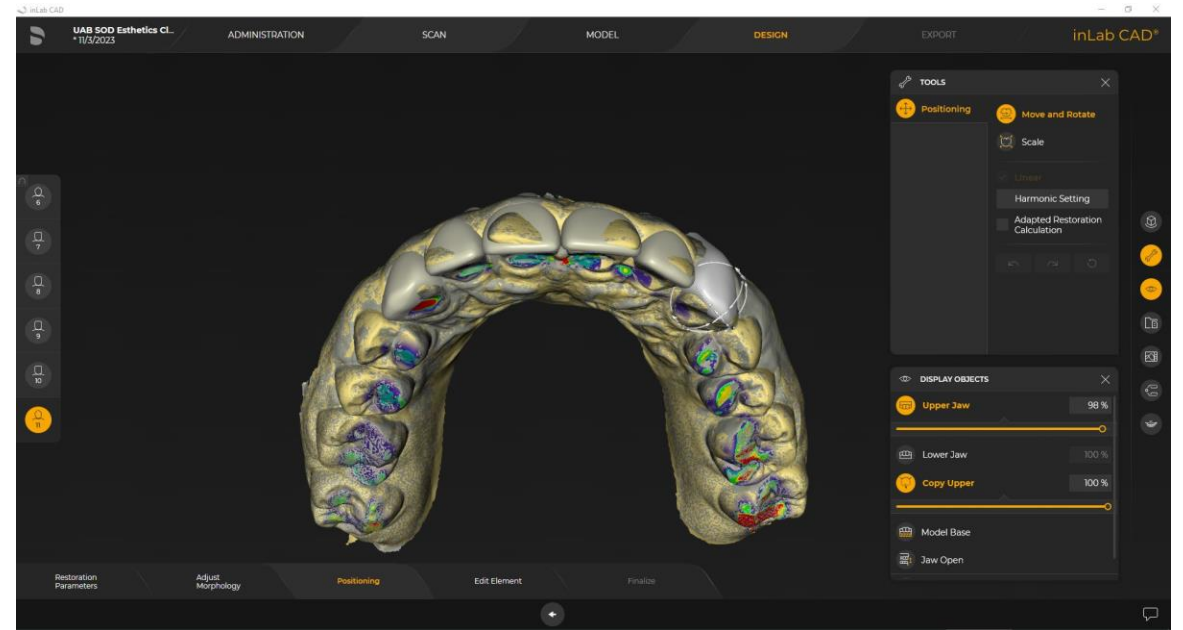 inLab CAD
UAB SOD Esthetics Cl...
* 11/3/2023
ADMINISTRATION
SCAN
MODEL
DESIGN
EXPORT
inLab CAD®
TOOLS
Positioning
Move and Rotate
Scale
Linear
Harmonic Setting
Adapted Restoration
Calculation
6
7
8
9
10
11
DISPLAY OBJECTS
Upper Jaw
98 %
Lower Jaw
100 %
Copy Upper
100 %
Model Base
Jaw Open
Restoration
Parameters
Adjust
Morphology
Positioning
Edit Element
Finalize